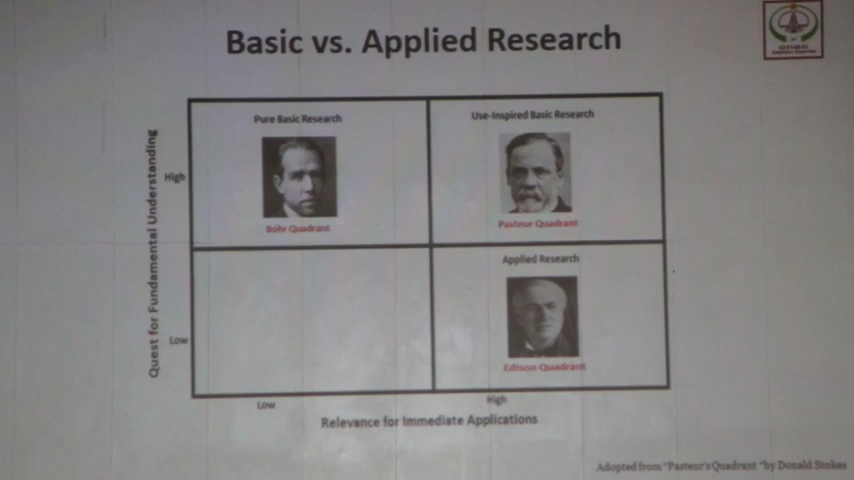 Basic vs. Applied Research
Pure Basic Research
Use-Inspired Basic Research
Quest for Fundamental Understanding
High
Bohr Quadrant
Pasteur Quadrant
Applied Research
Low
Edison Quadrant
Low
High
Relevance for Immediate Applications
Adopted from "Pasteur's Quadrant "by Donald Stokes